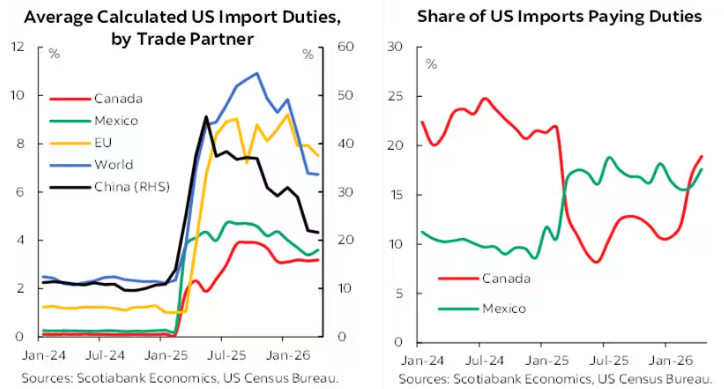 Average Calculated US Import Duties,
by Trade Partner
12
%
60
%
10
50
8
40
6
30
4
20
2
10
0
0
Canada
Mexico
EU
World
China (RHS)
Jan-24
Jul-24
Jan-25
Jul-25
Jan-26
Sources: Scotiabank Economics, US Census Bureau.
Share of US Imports Paying Duties
30
%
25
20
15
10
5
0
Canada
Mexico
Jan-24
Jul-24
Jan-25
Jul-25
Jan-26
Sources: Scotiabank Economics, US Census Bureau.